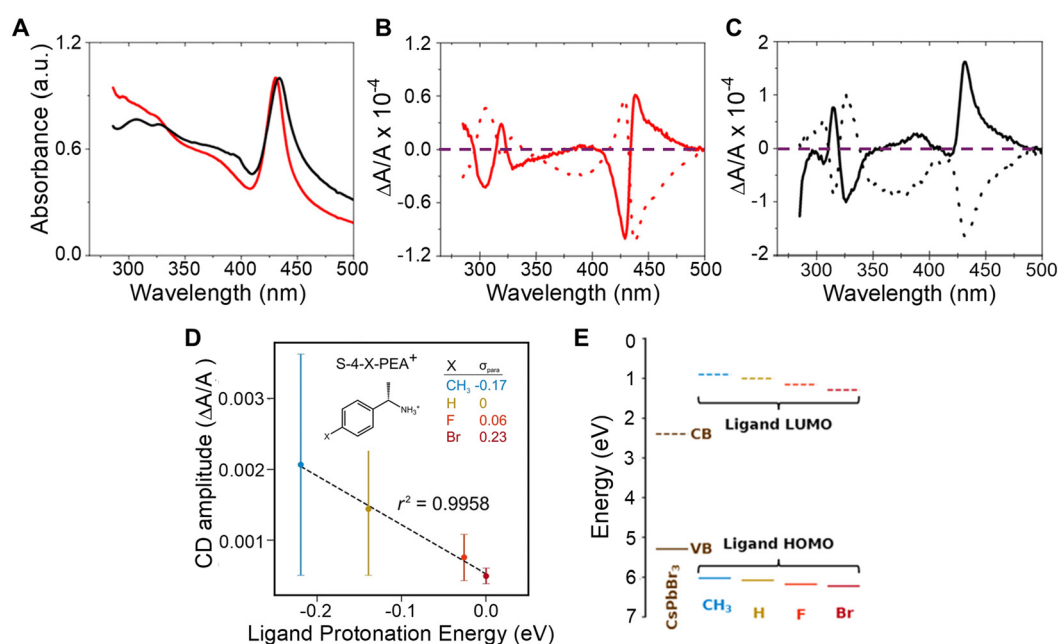 A
Absorbance (a.u.)
1.2
0.6
0.0
300 350 400 450 500
Wavelength (nm)
B
ΔA/A x 10⁻⁴
1.2
0.6
0.0
-0.6
-1.2
300 350 400 450 500
Wavelength (nm)
C
ΔA/A x 10⁻⁴
2
1
0
-1
-2
300 350 400 450 500
Wavelength (nm)
D
CD amplitude (ΔA/A)
0.003
0.002
0.001
S-4-X-PEA⁺
X σpara
CH₃ -0.17
H 0
F 0.06
Br 0.23
X
NH₃⁺
r² = 0.9958
-0.2 -0.1 0.0
Ligand Protonation Energy (eV)
E
Energy (eV)
0
1
2
3
4
5
6
7
Ligand LUMO
CB
Ligand HOMO
VB
CsPbBr₃
CH₃ H F Br